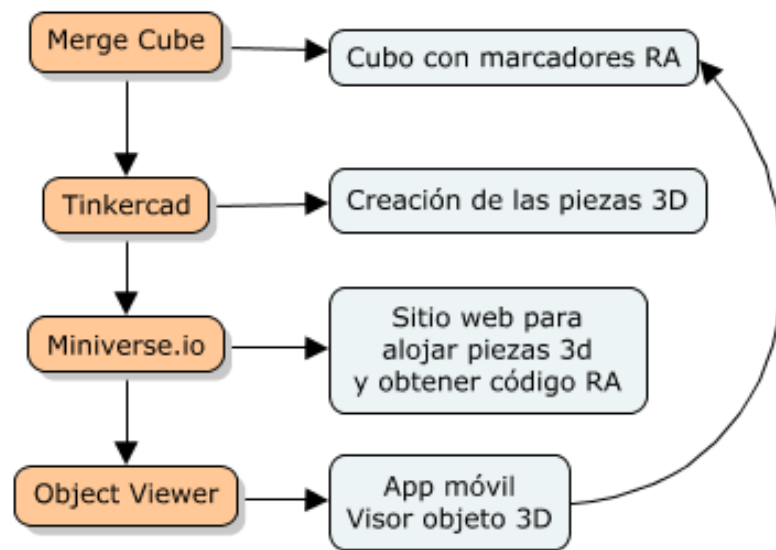 Merge Cube
Cubo con marcadores RA
Tinkercad
Creación de las piezas 3D
Miniverse.io
Sitio web para
alojar piezas 3d
y obtener código RA
Object Viewer
App móvil
Visor objeto 3D